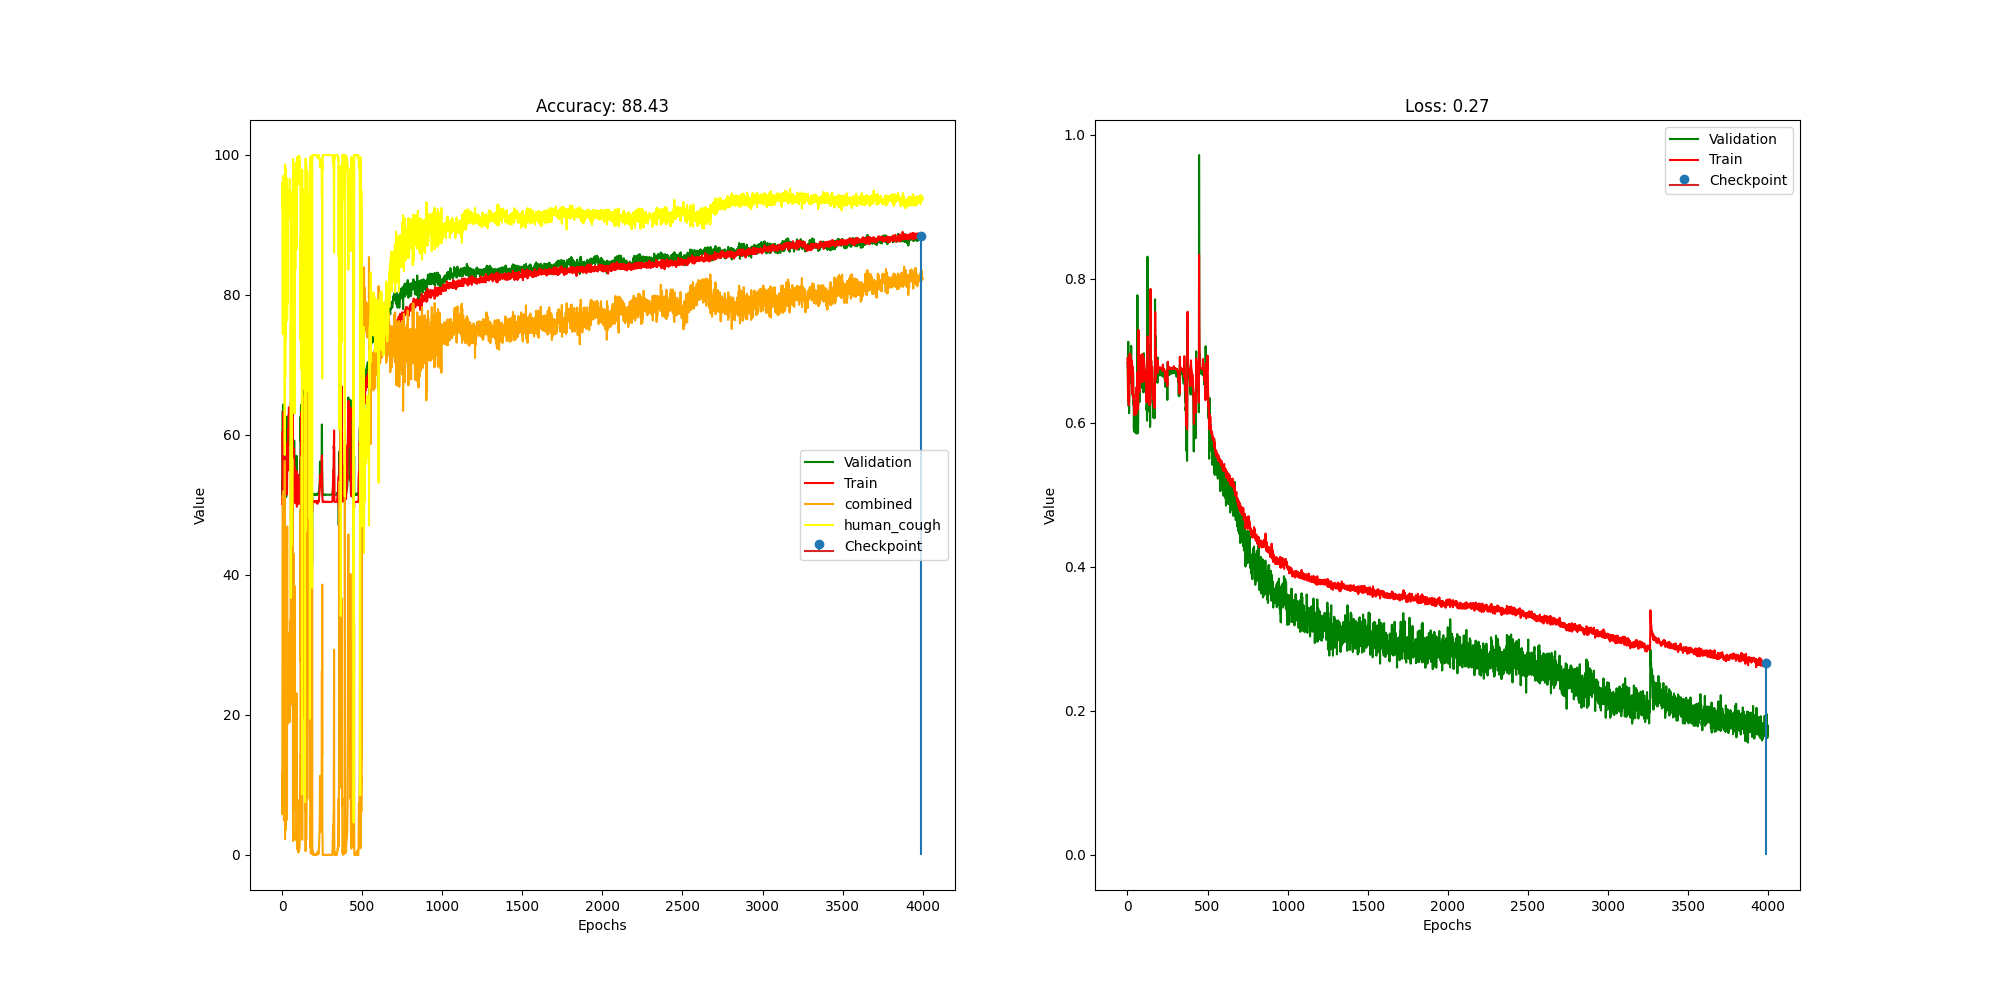 Accuracy: 88.43
100
80
60
40
20
0
Value
0 500 1000 1500 2000 2500 3000 3500 4000
Epochs
Validation
Train
combined
human_cough
Checkpoint
Loss: 0.27
1.0
0.8
0.6
0.4
0.2
0.0
Value
0 500 1000 1500 2000 2500 3000 3500 4000
Epochs
Validation
Train
Checkpoint